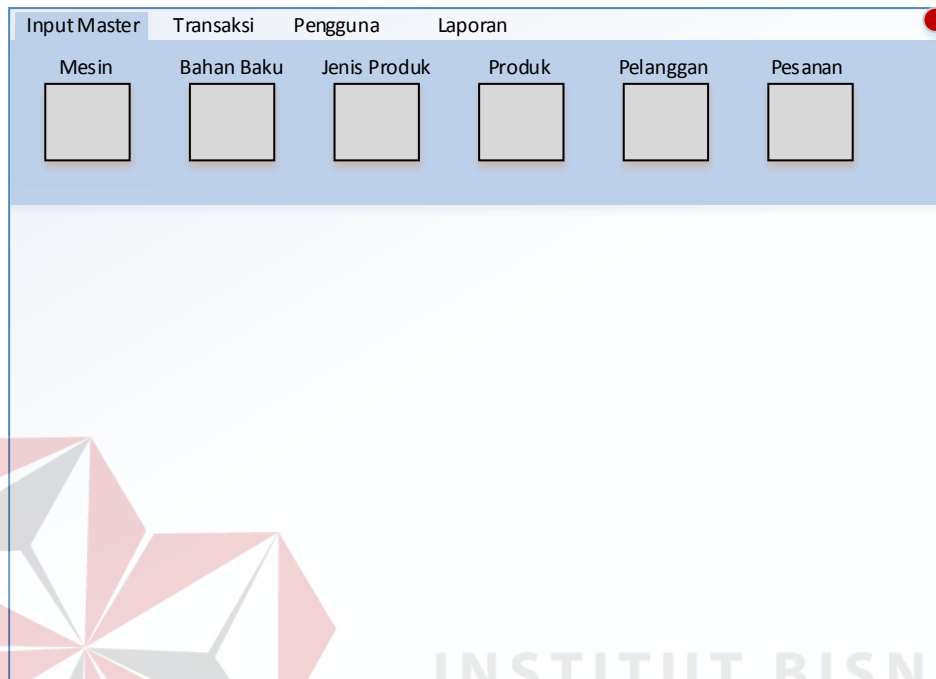 Input Master Transaksi Pengguna Laporan
Mesin Bahan Baku Jenis Produk Produk Pelanggan Pesanan
INSTITUT BISN